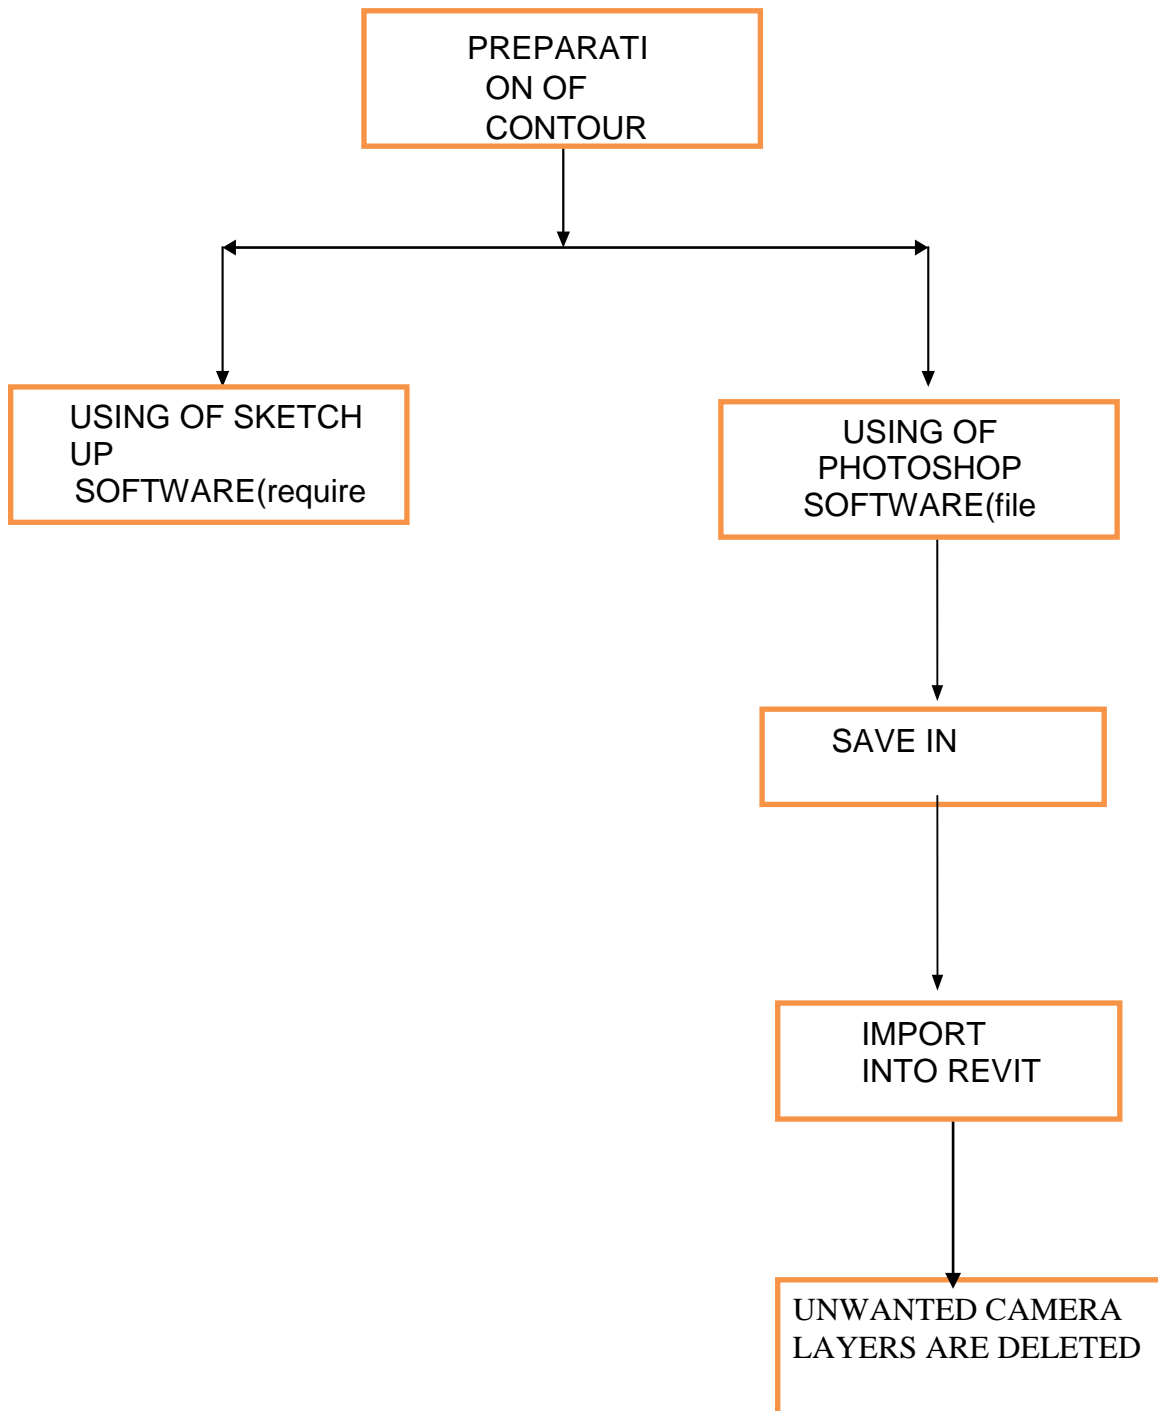 PREPARATI
ON OF
CONTOUR
USING OF SKETCH
UP
SOFTWARE(require
USING OF
PHOTOSHOP
SOFTWARE(file
SAVE IN
IMPORT
INTO REVIT
UNWANTED CAMERA
LAYERS ARE DELETED